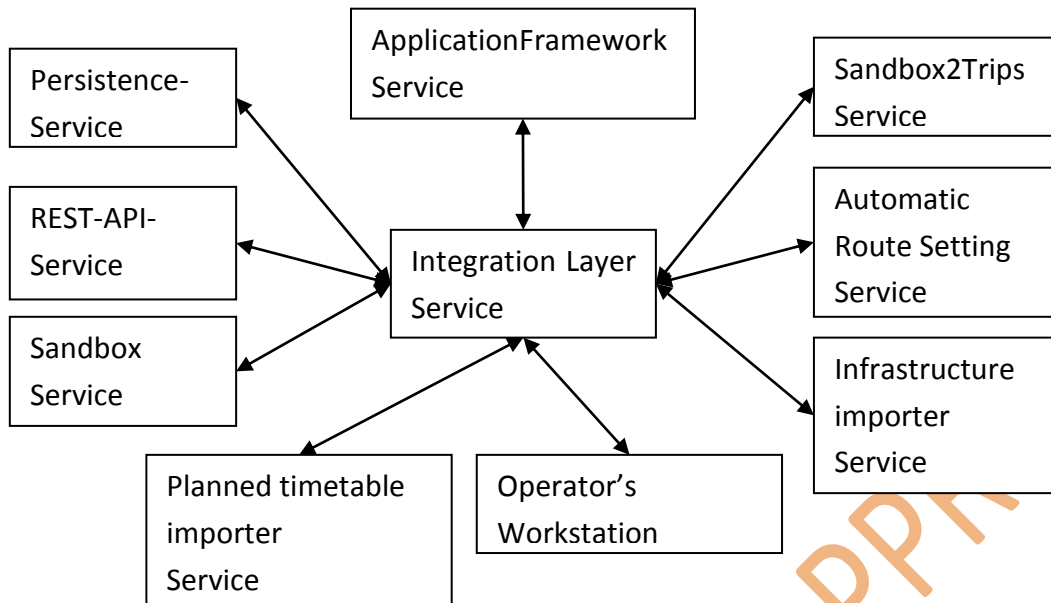 ApplicationFramework
Service
Persistence-
Service
Sandbox2Trips
Service
REST-API-
Service
Automatic
Route Setting
Service
Integration Layer
Service
Sandbox
Service
Infrastructure
importer
Service
Planned timetable
importer
Service
Operator’s
Workstation